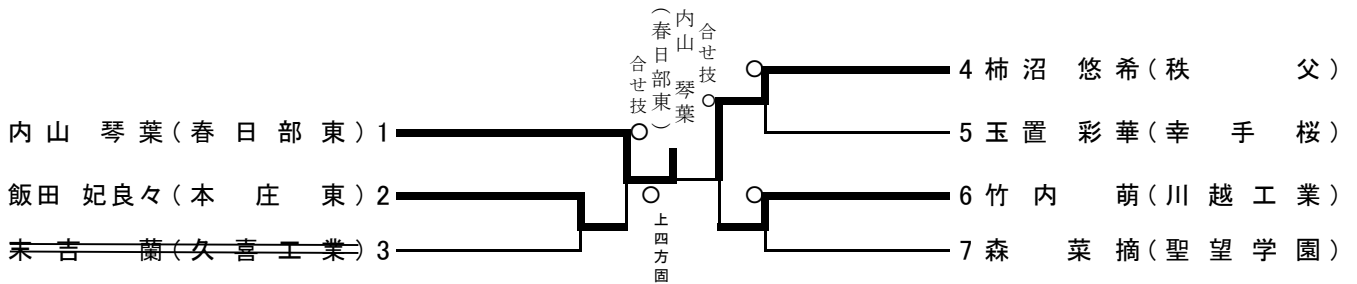 内山 琴葉
(春日部東)
合せ技
合せ技
内山 琴葉(春日部東) 1
飯田 妃良々(本庄東) 2
末吉 蘭(久喜工業) 3
上四方固
4 柿沼 悠希(秩父)
5 玉置 彩華(幸手桜)
6 竹内 萌(川越工業)
7 森 菜摘(聖望学園)